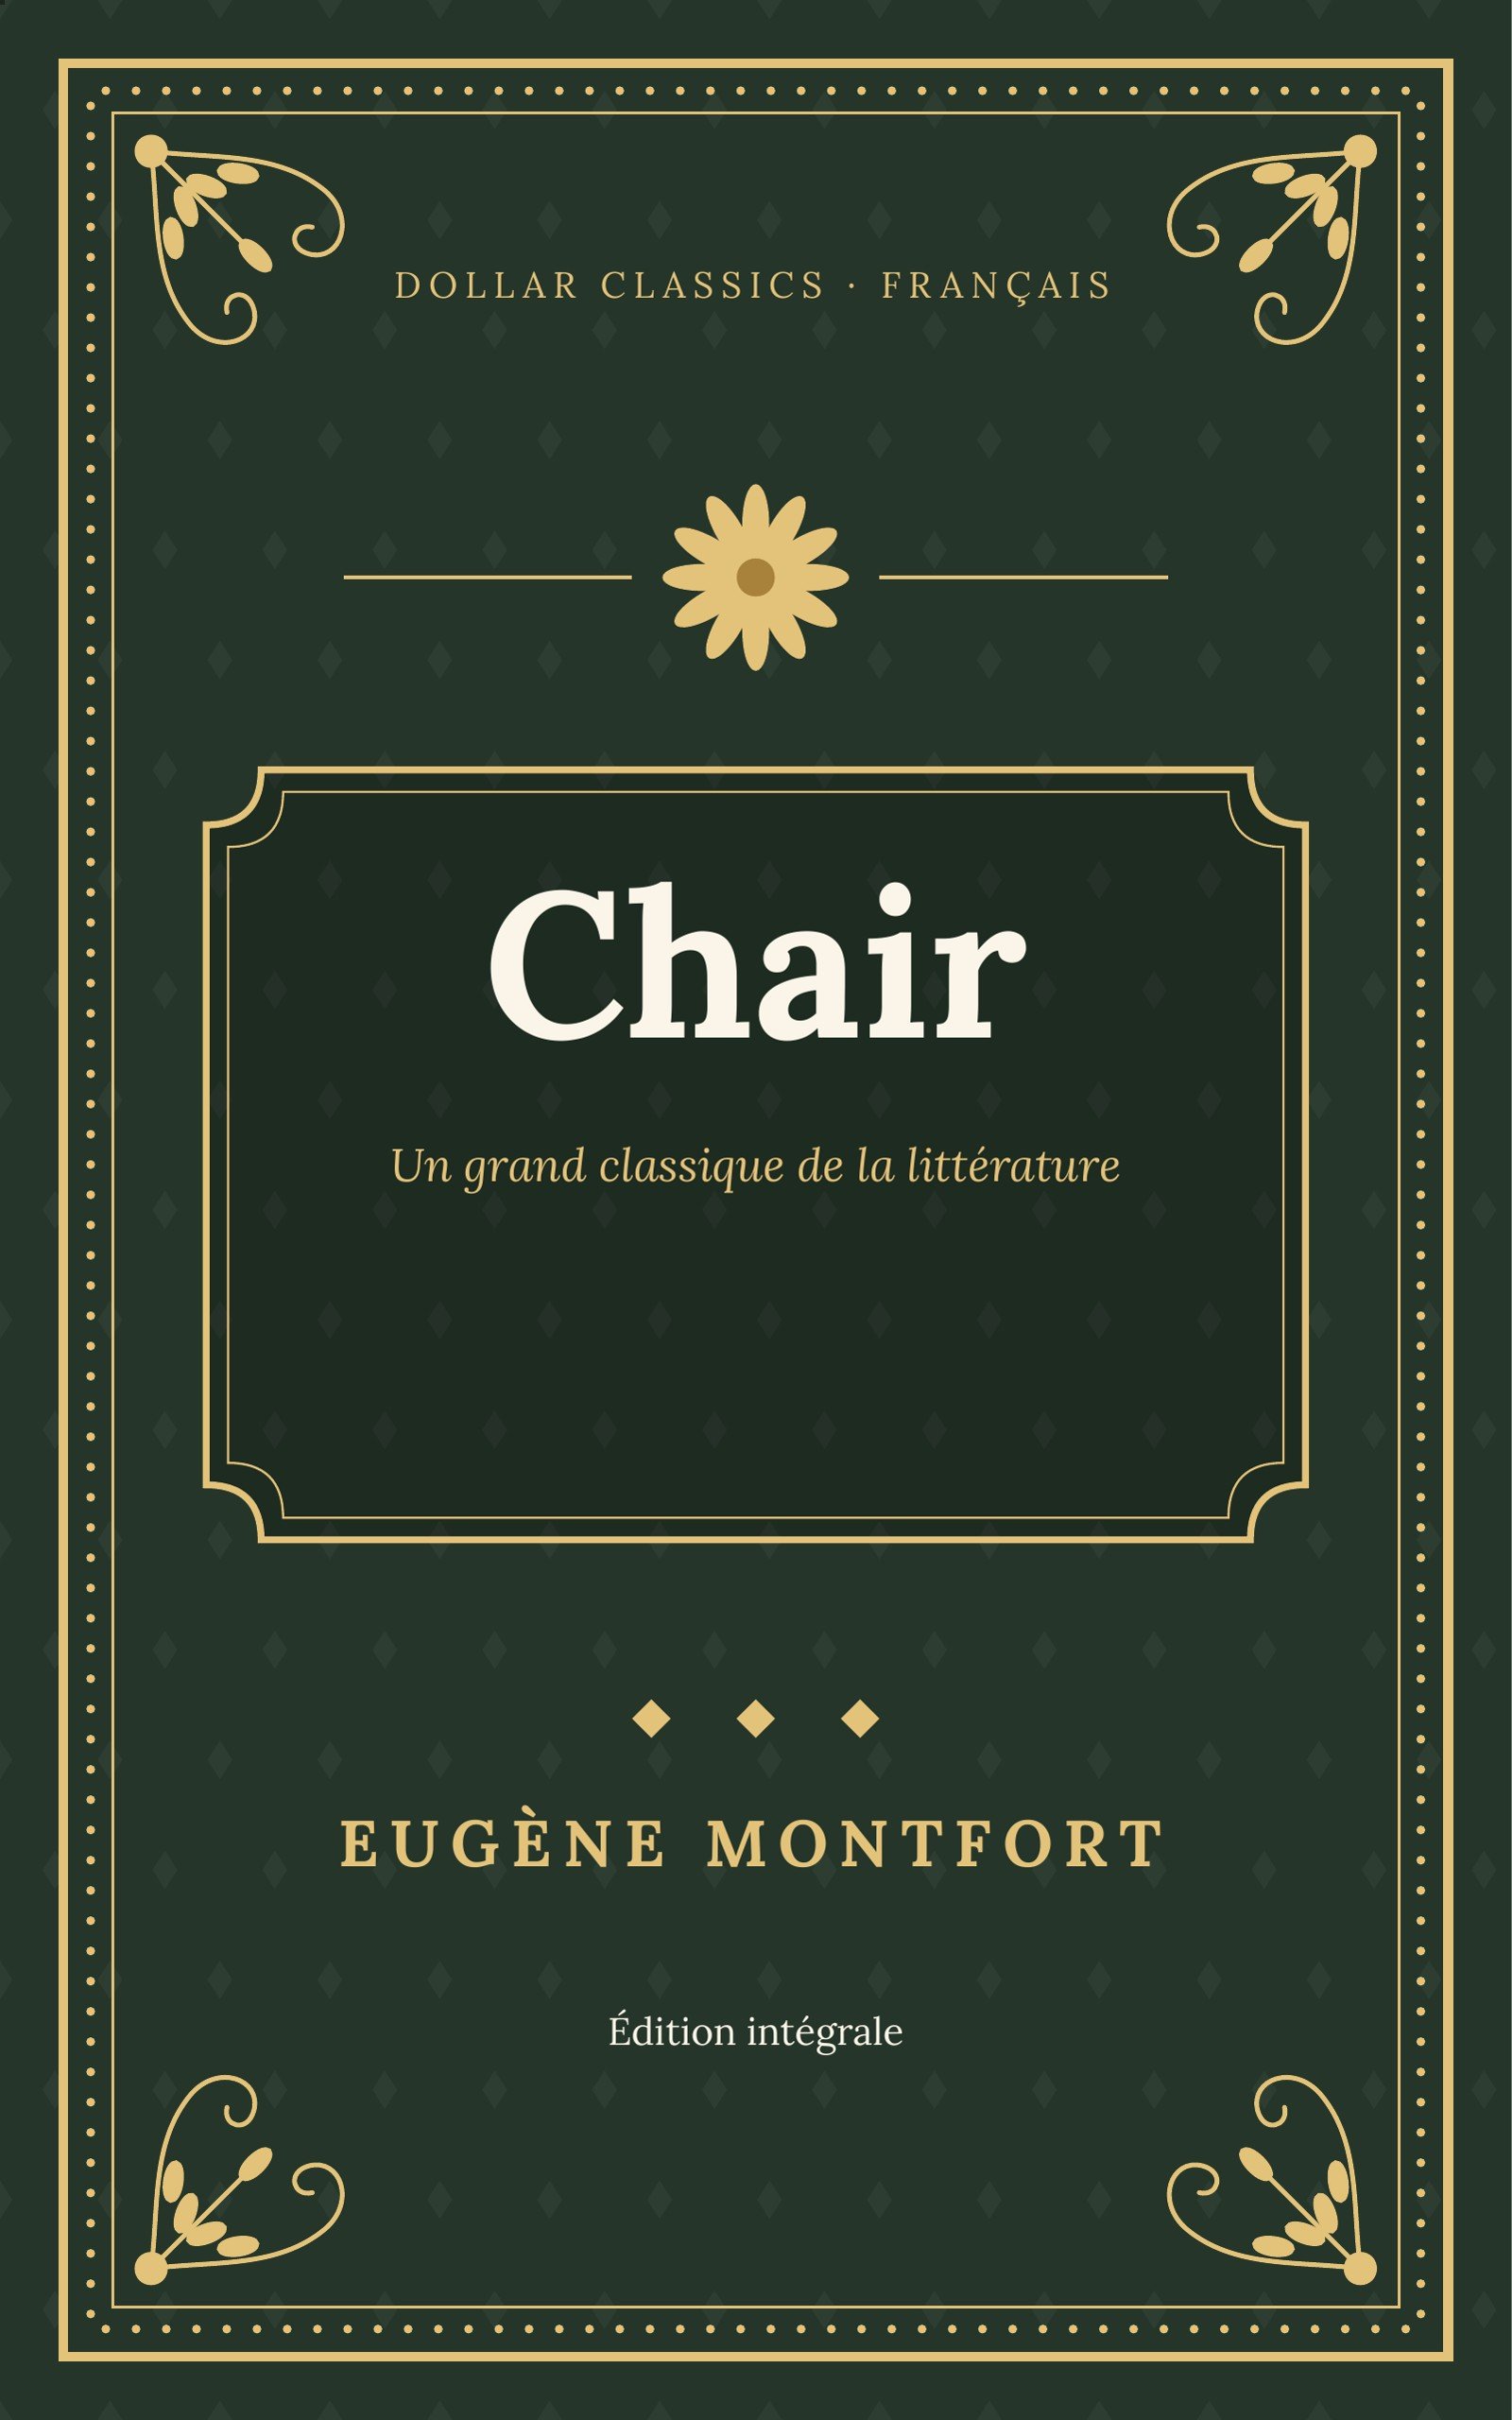 DOLLAR CLASSICS · FRANÇAIS
Chair
Un grand classique de la littérature
EUGÈNE MONTFORT
Édition intégrale